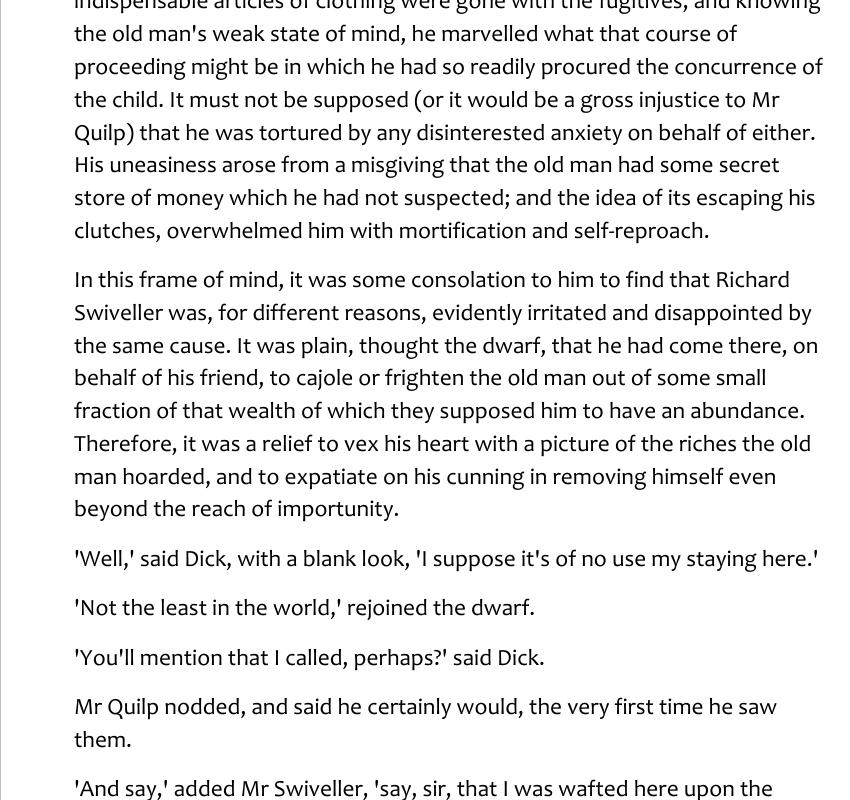 indispensable articles of clothing were gone with the fugitives, and knowing
the old man's weak state of mind, he marvelled what that course of
proceeding might be in which he had so readily procured the concurrence of
the child. It must not be supposed (or it would be a gross injustice to Mr
Quilp) that he was tortured by any disinterested anxiety on behalf of either.
His uneasiness arose from a misgiving that the old man had some secret
store of money which he had not suspected; and the idea of its escaping his
clutches, overwhelmed him with mortification and self-reproach.
In this frame of mind, it was some consolation to him to find that Richard
Swiveller was, for different reasons, evidently irritated and disappointed by
the same cause. It was plain, thought the dwarf, that he had come there, on
behalf of his friend, to cajole or frighten the old man out of some small
fraction of that wealth of which they supposed him to have an abundance.
Therefore, it was a relief to vex his heart with a picture of the riches the old
man hoarded, and to expatiate on his cunning in removing himself even
beyond the reach of importunity.
'Well,' said Dick, with a blank look, 'I suppose it's of no use my staying here.'
'Not the least in the world,' rejoined the dwarf.
'You'll mention that I called, perhaps?' said Dick.
Mr Quilp nodded, and said he certainly would, the very first time he saw
them.
'And say,' added Mr Swiveller, 'say, sir, that I was wafted here upon the